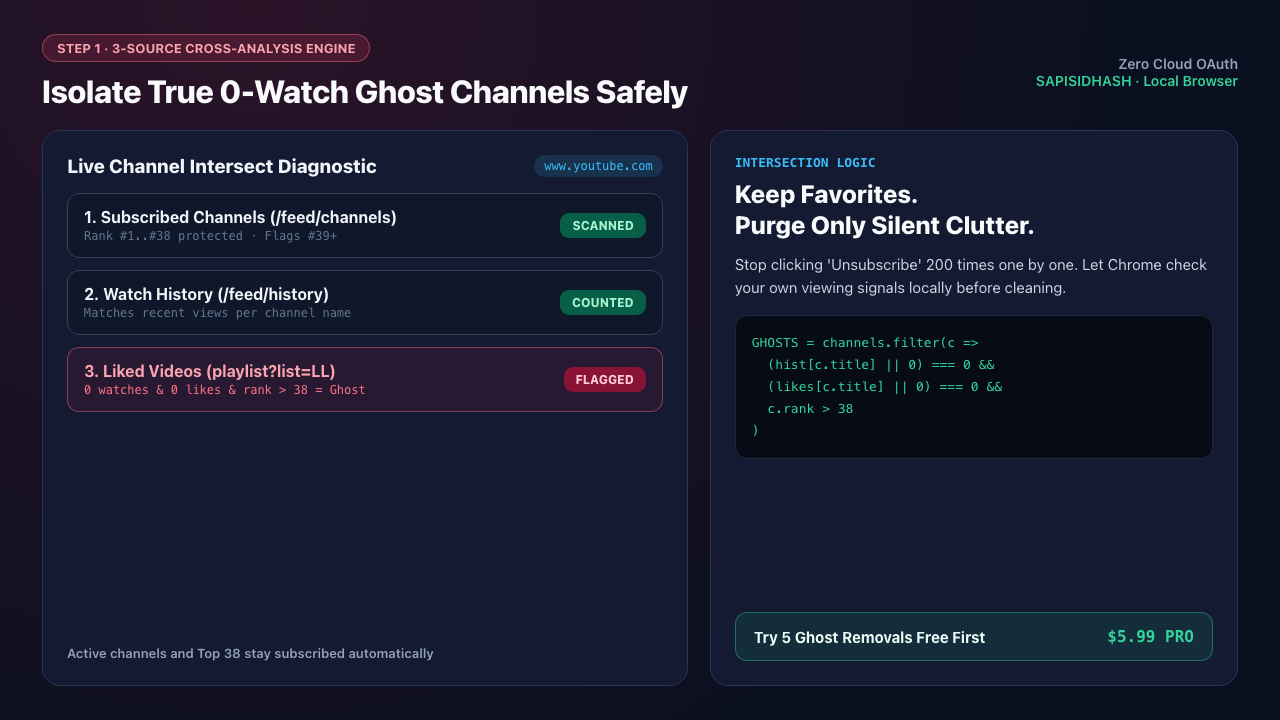 STEP 1 · 3-SOURCE CROSS-ANALYSIS ENGINE
Isolate True 0-Watch Ghost Channels Safely
Zero Cloud OAuth
SAPISIDHASH · Local Browser
Live Channel Intersect Diagnostic
www.youtube.com
1. Subscribed Channels (/feed/channels)
Rank #1..#38 protected · Flags #39+
SCANNED
2. Watch History (/feed/history)
Matches recent views per channel name
COUNTED
3. Liked Videos (playlist?list=LL)
0 watches & 0 likes & rank > 38 = Ghost
FLAGGED
Active channels and Top 38 stay subscribed automatically
INTERSECTION LOGIC
Keep Favorites.
Purge Only Silent Clutter.
Stop clicking 'Unsubscribe' 200 times one by one. Let Chrome check
your own viewing signals locally before cleaning.
GHOSTS = channels.filter(c =>
  (hist[c.title] || 0) === 0 &&
  (likes[c.title] || 0) === 0 &&
  c.rank > 38
)
Try 5 Ghost Removals Free First
$5.99 PRO